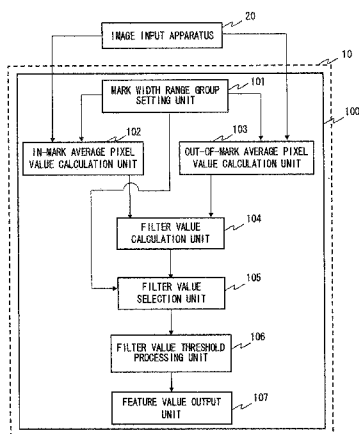 20
IMAGE INPUT APPARATUS
10
101
MARK WIDTH RANGE GROUP
SETTING UNIT
100
102
103
IN-MARK AVERAGE PIXEL
VALUE CALCULATION UNIT
OUT-OF-MARK AVERAGE PIXEL
VALUE CALCULATION UNIT
104
FILTER VALUE
CALCULATION UNIT
105
FILTER VALUE
SELECTION UNIT
106
FILTER VALUE THRESHOLD
PROCESSING UNIT
107
FEATURE VALUE OUTPUT
UNIT